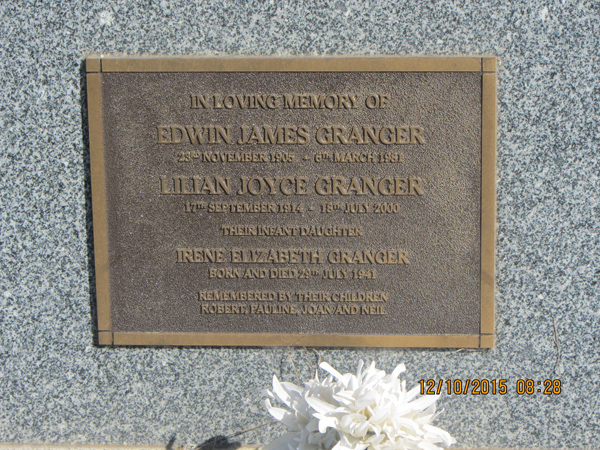 IN LOVING MEMORY OF
EDWIN JAMES GRANGER
23RD NOVEMBER 1905 - 6TH MARCH 1981
LILIAN JOYCE GRANGER
17TH SEPTEMBER 1914 - 18TH JULY 2000
THEIR INFANT DAUGHTER
IRENE ELIZABETH GRANGER
BORN AND DIED 29TH JULY 1941
REMEMBERED BY THEIR CHILDREN
ROBERT, PAULINE, JOAN AND NEIL
12/10/2015 08:28